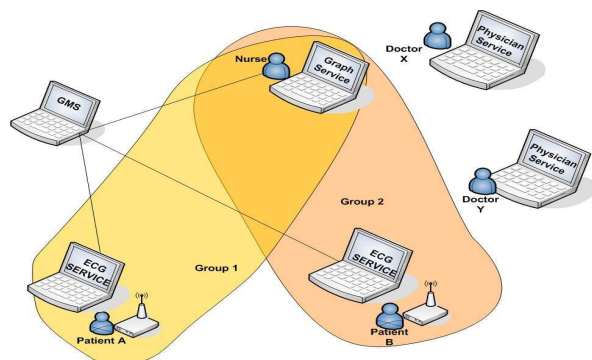 Nurse
Graph
Service
Doctor
X
Physician
Service
GMS
Physician
Service
Doctor
Y
Group 2
Group 1
ECG
SERVICE
ECG
SERVICE
Patient A
Patient
B